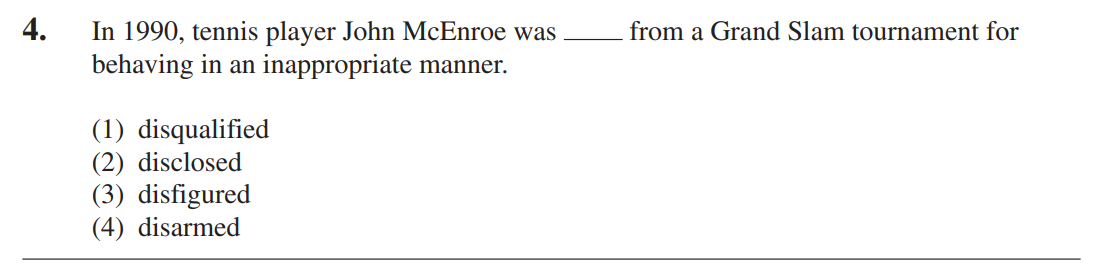 4. In 1990, tennis player John McEnroe was ____ from a Grand Slam tournament for
behaving in an inappropriate manner.
(1) disqualified
(2) disclosed
(3) disfigured
(4) disarmed